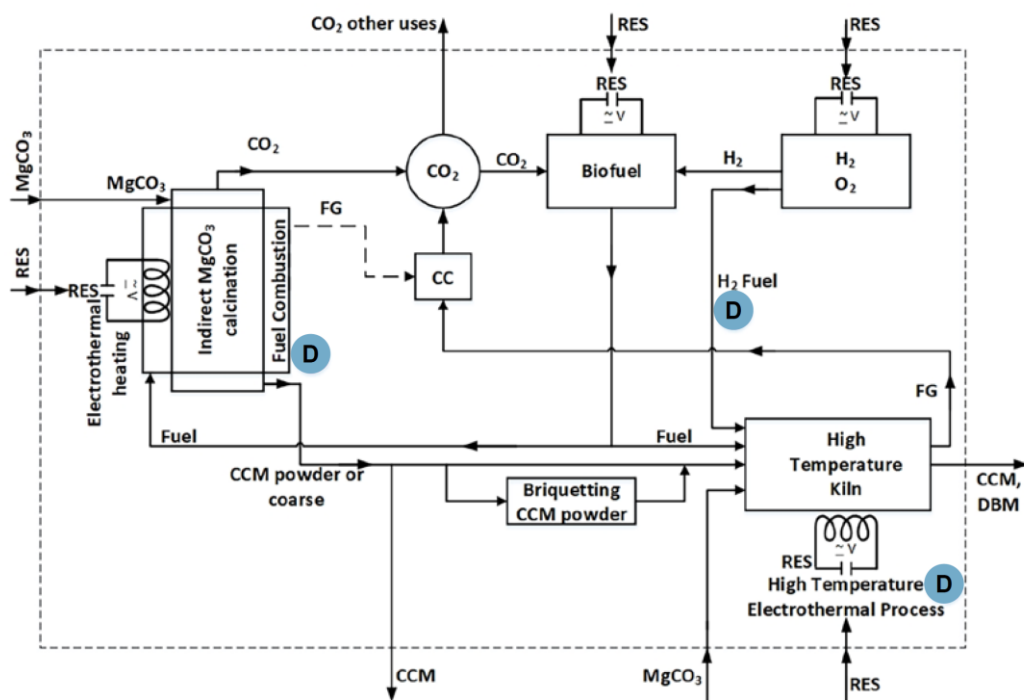 CO₂ other uses
RES
RES
RES
RES
≃ V
≃ V
MgCO₃
MgCO₃
CO₂
CO₂
CO₂
Biofuel
H₂
H₂
O₂
FG
CC
RES
RES
V
Electrothermal
heating
Indirect MgCO₃
calcination
Fuel Combustion
D
H₂ Fuel
D
FG
Fuel
Fuel
High
Temperature
Kiln
CCM powder or
coarse
Briquetting
CCM powder
CCM,
DBM
≃ V
RES
High Temperature
Electrothermal Process
D
CCM
MgCO₃
RES